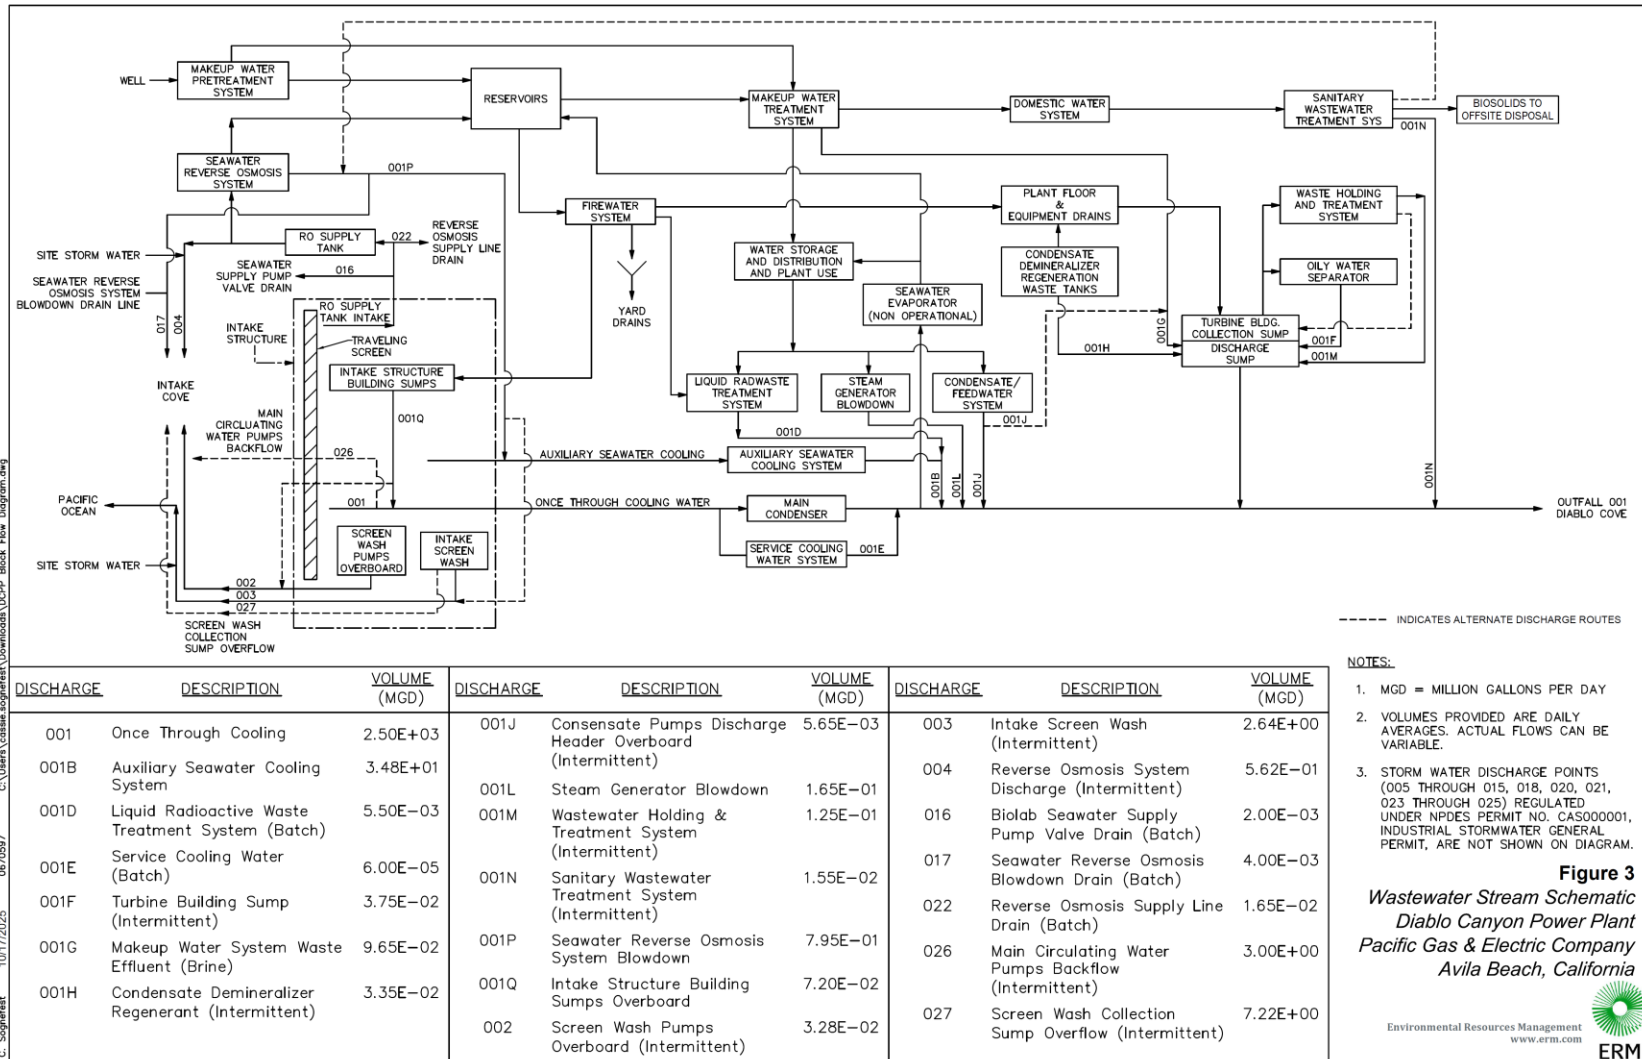 WELL
MAKEUP WATER
PRETREATMENT
SYSTEM
RESERVOIRS
MAKEUP WATER
TREATMENT
SYSTEM
DOMESTIC WATER
SYSTEM
SANITARY
WASTEWATER
TREATMENT SYS
BIOSOLIDS TO
OFFSITE DISPOSAL
001N
SEAWATER
REVERSE OSMOSIS
SYSTEM
001P
FIREWATER
SYSTEM
PLANT FLOOR
&
EQUIPMENT DRAINS
WASTE HOLDING
AND TREATMENT
SYSTEM
RO SUPPLY
TANK
022
REVERSE
OSMOSIS
SUPPLY LINE
DRAIN
SITE STORM WATER
SEAWATER
SUPPLY PUMP
VALVE DRAIN
016
SEAWATER REVERSE
OSMOSIS SYSTEM
BLOWDOWN DRAIN LINE
017
004
WATER STORAGE
AND DISTRIBUTION
AND PLANT USE
CONDENSATE
DEMINERALIZER
REGENERATION
WASTE TANKS
OILY WATER
SEPARATOR
SEAWATER
EVAPORATOR
(NON OPERATIONAL)
YARD
DRAINS
RO SUPPLY
TANK INTAKE
INTAKE
STRUCTURE
TRAVELING
SCREEN
001G
TURBINE BLDG.
COLLECTION SUMP
DISCHARGE
SUMP
001F
001M
001H
INTAKE
COVE
INTAKE STRUCTURE
BUILDING SUMPS
LIQUID RADWASTE
TREATMENT
SYSTEM
STEAM
GENERATOR
BLOWDOWN
CONDENSATE/
FEEDWATER
SYSTEM
001J
MAIN
CIRCLUATING
WATER PUMPS
BACKFLOW
001Q
001D
026
AUXILIARY SEAWATER COOLING
AUXILIARY SEAWATER
COOLING SYSTEM
001B
001L
001J
001N
PACIFIC
OCEAN
001
ONCE THROUGH COOLING WATER
MAIN
CONDENSER
OUTFALL 001
DIABLO COVE
SCREEN
WASH
PUMPS
OVERBOARD
INTAKE
SCREEN
WASH
SERVICE COOLING
WATER SYSTEM
001E
SITE STORM WATER
002
003
027
SCREEN WASH
COLLECTION
SUMP OVERFLOW
INDICATES ALTERNATE DISCHARGE ROUTES
DISCHARGE DESCRIPTION VOLUME
(MGD)
001 Once Through Cooling 2.50E+03
001B Auxiliary Seawater Cooling 3.48E+01
System
001D Liquid Radioactive Waste 5.50E-03
Treatment System (Batch)
001E Service Cooling Water 6.00E-05
(Batch)
001F Turbine Building Sump 3.75E-02
(Intermittent)
001G Makeup Water System Waste 9.65E-02
Effluent (Brine)
001H Condensate Demineralizer 3.35E-02
Regenerant (Intermittent)
DISCHARGE DESCRIPTION VOLUME
(MGD)
001J Consensate Pumps Discharge 5.65E-03
Header Overboard
(Intermittent)
001L Steam Generator Blowdown 1.65E-01
001M Wastewater Holding & 1.25E-01
Treatment System
(Intermittent)
001N Sanitary Wastewater 1.55E-02
Treatment System
(Intermittent)
001P Seawater Reverse Osmosis 7.95E-01
System Blowdown
001Q Intake Structure Building 7.20E-02
Sumps Overboard
002 Screen Wash Pumps 3.28E-02
Overboard (Intermittent)
DISCHARGE DESCRIPTION VOLUME
(MGD)
003 Intake Screen Wash 2.64E+00
(Intermittent)
004 Reverse Osmosis System 5.62E-01
Discharge (Intermittent)
016 Biolab Seawater Supply 2.00E-03
Pump Valve Drain (Batch)
017 Seawater Reverse Osmosis 4.00E-03
Blowdown Drain (Batch)
022 Reverse Osmosis Supply Line 1.65E-02
Drain (Batch)
026 Main Circulating Water 3.00E+00
Pumps Backflow
(Intermittent)
027 Screen Wash Collection 7.22E+00
Sump Overflow (Intermittent)
NOTES:
1. MGD = MILLION GALLONS PER DAY
2. VOLUMES PROVIDED ARE DAILY
AVERAGES. ACTUAL FLOWS CAN BE
VARIABLE.
3. STORM WATER DISCHARGE POINTS
(005 THROUGH 015, 018, 020, 021,
023 THROUGH 025) REGULATED
UNDER NPDES PERMIT NO. CAS000001,
INDUSTRIAL STORMWATER GENERAL
PERMIT, ARE NOT SHOWN ON DIAGRAM.
Figure 3
Wastewater Stream Schematic
Diablo Canyon Power Plant
Pacific Gas & Electric Company
Avila Beach, California
Environmental Resources Management
www.erm.com
ERM
C: Sognefest 10/17/2025 0670597